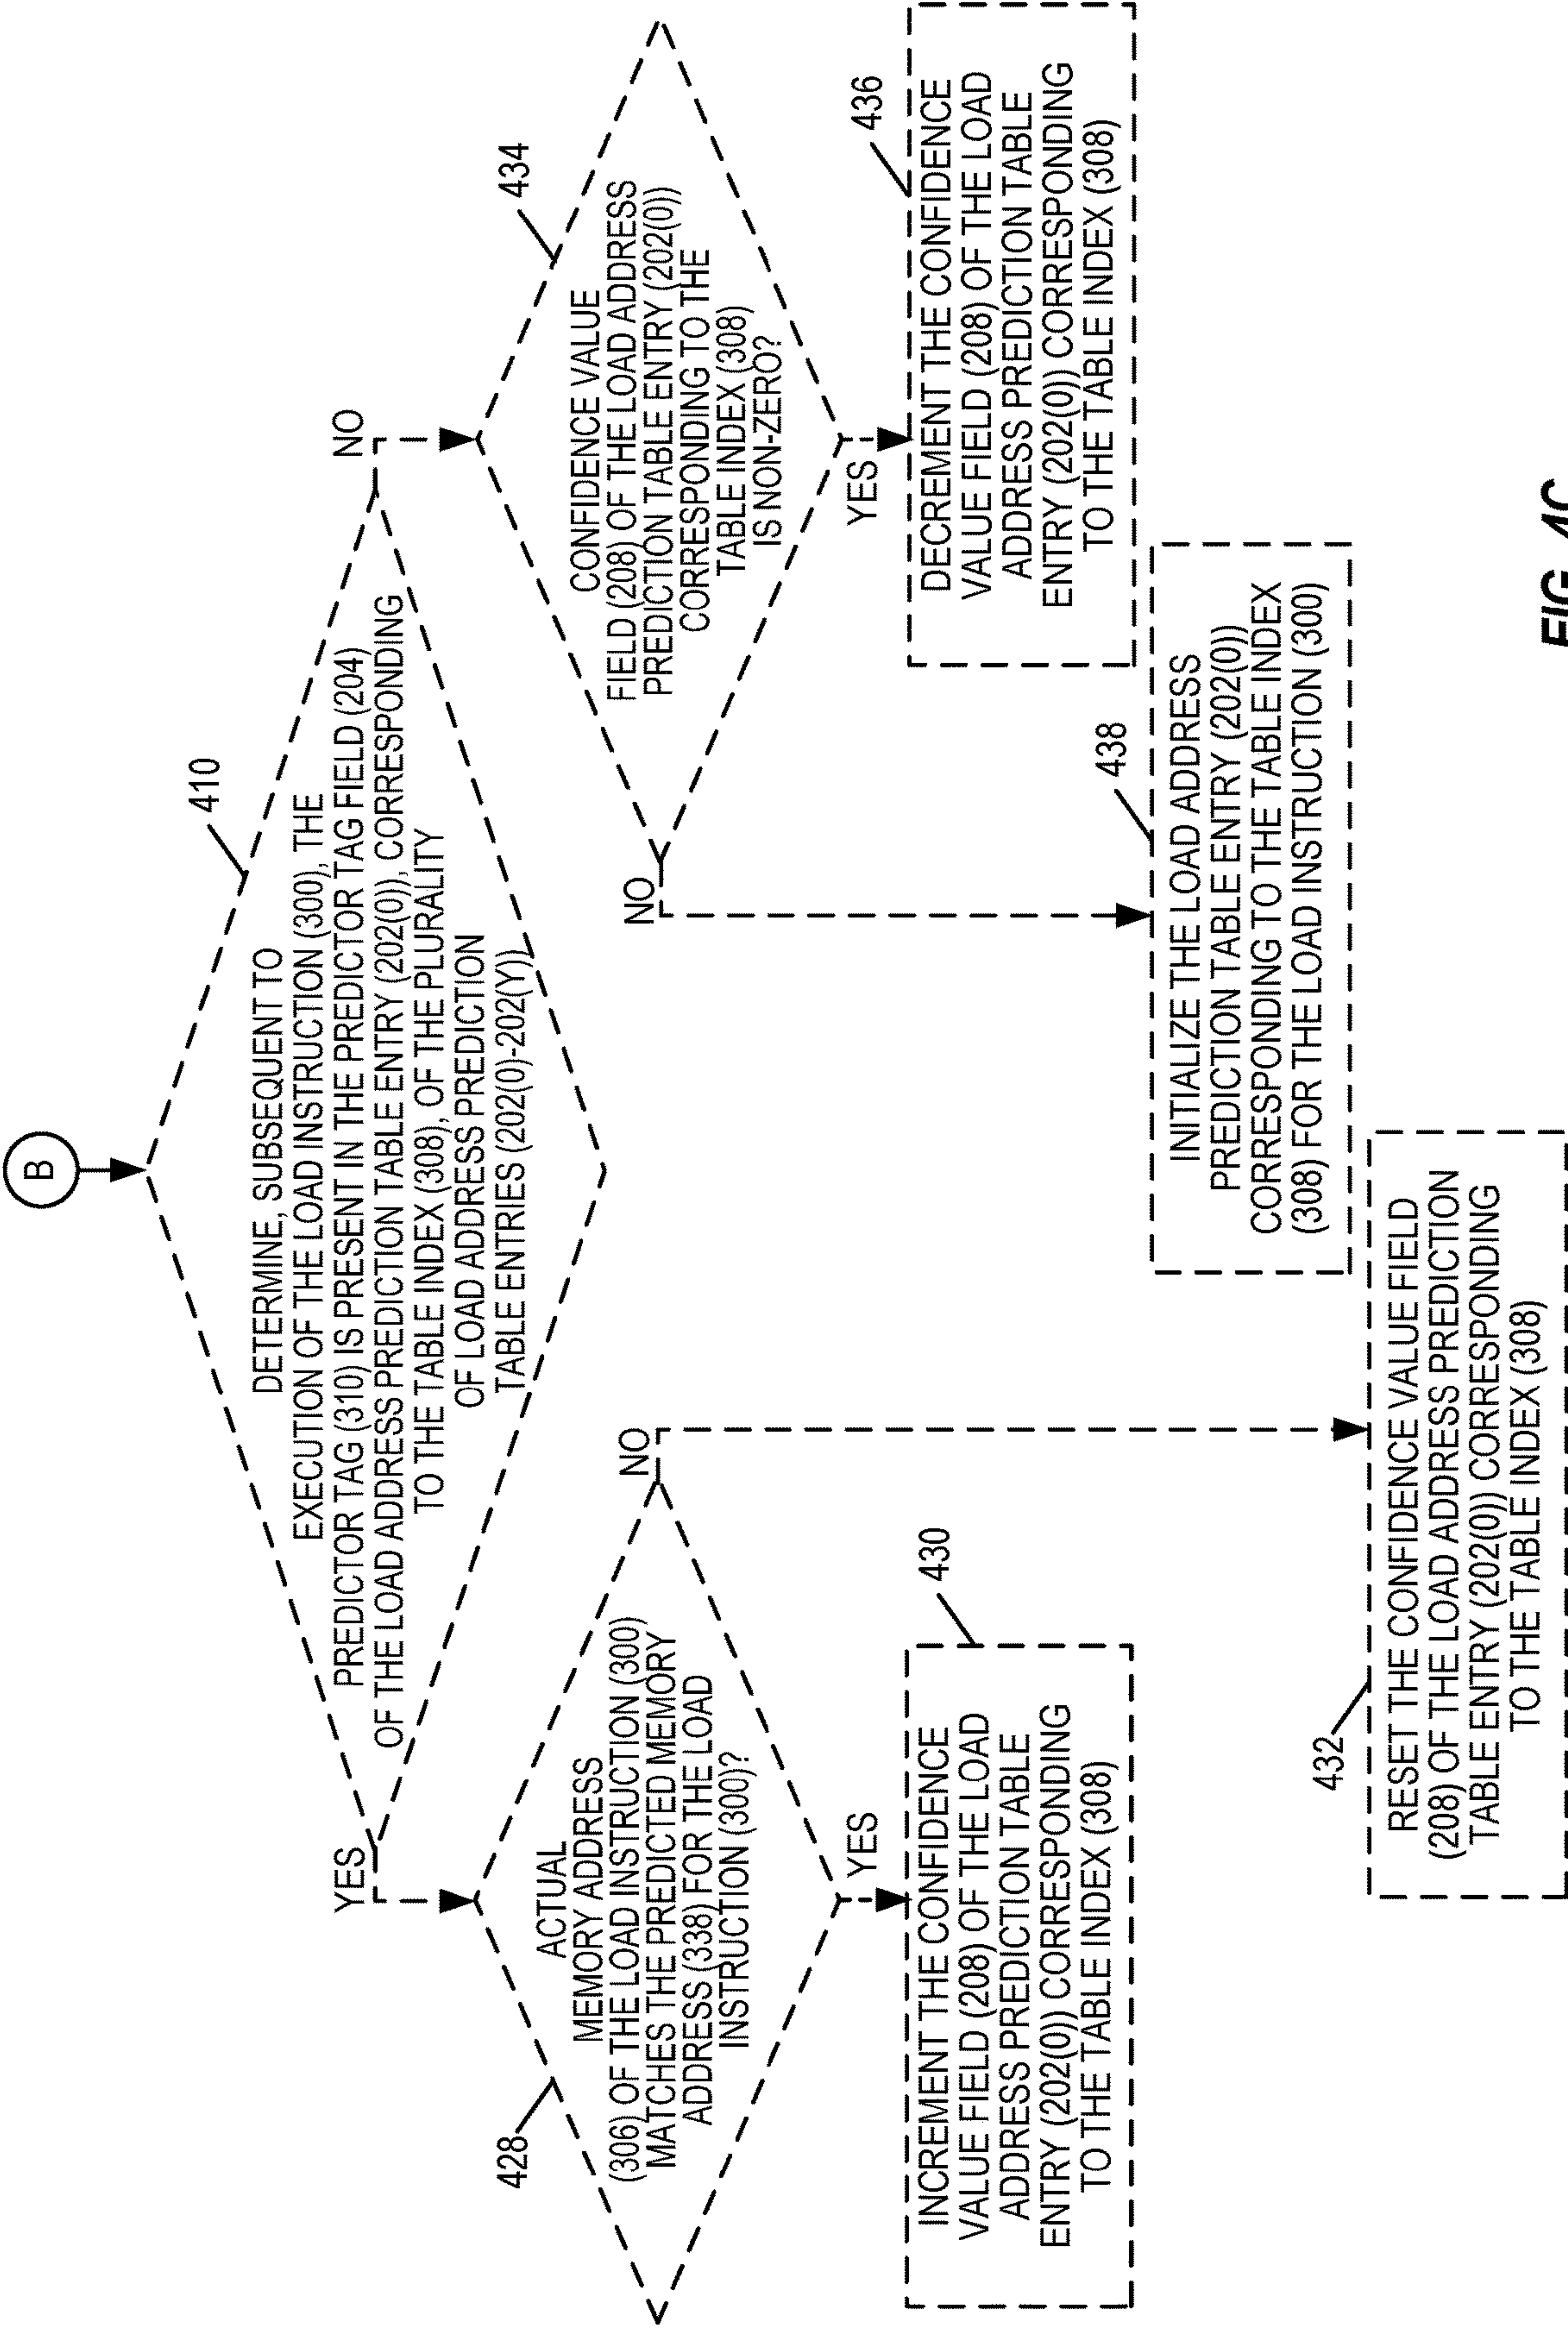 B
410
DETERMINE, SUBSEQUENT TO
EXECUTION OF THE LOAD INSTRUCTION (300), THE
PREDICTOR TAG (310) IS PRESENT IN THE PREDICTOR TAG FIELD (204)
OF THE LOAD ADDRESS PREDICTION TABLE ENTRY (202(0)), CORRESPONDING
TO THE TABLE INDEX (308), OF THE PLURALITY
OF LOAD ADDRESS PREDICTION
TABLE ENTRIES (202(0)-202(Y))
YES
NO
428
ACTUAL
MEMORY ADDRESS
(306) OF THE LOAD INSTRUCTION (300)
MATCHES THE PREDICTED MEMORY
ADDRESS (338) FOR THE LOAD
INSTRUCTION (300)?
NO
YES
430
INCREMENT THE CONFIDENCE
VALUE FIELD (208) OF THE LOAD
ADDRESS PREDICTION TABLE
ENTRY (202(0)) CORRESPONDING
TO THE TABLE INDEX (308)
432
RESET THE CONFIDENCE VALUE FIELD
(208) OF THE LOAD ADDRESS PREDICTION
TABLE ENTRY (202(0)) CORRESPONDING
TO THE TABLE INDEX (308)
434
CONFIDENCE VALUE
FIELD (208) OF THE LOAD ADDRESS
PREDICTION TABLE ENTRY (202(0))
CORRESPONDING TO THE
TABLE INDEX (308)
IS NON-ZERO?
NO
YES
436
DECREMENT THE CONFIDENCE
VALUE FIELD (208) OF THE LOAD
ADDRESS PREDICTION TABLE
ENTRY (202(0)) CORRESPONDING
TO THE TABLE INDEX (308)
438
INITIALIZE THE LOAD ADDRESS
PREDICTION TABLE ENTRY (202(0))
CORRESPONDING TO THE TABLE INDEX
(308) FOR THE LOAD INSTRUCTION (300)
FIG. 4C